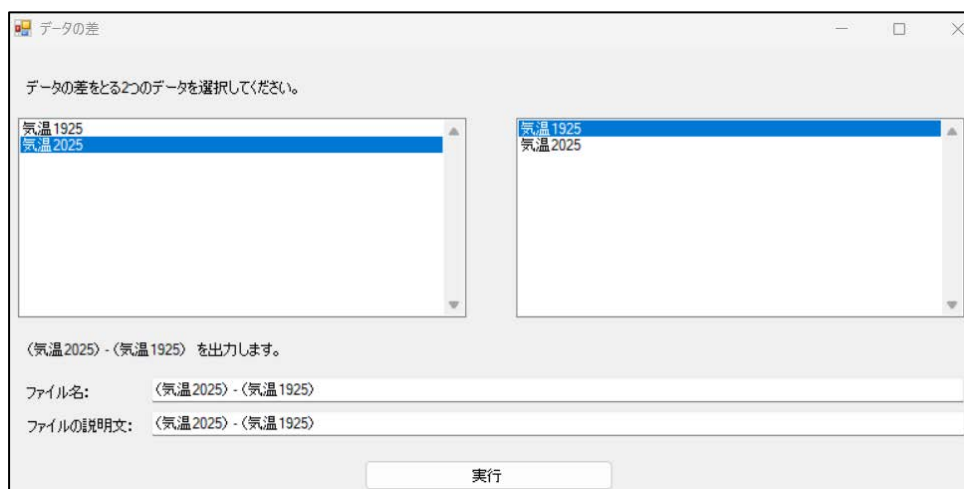 データの差
データの差をとる2つのデータを選択してください。
気温1925
気温2025
気温1925
気温2025
〈気温2025〉-〈気温1925〉 を出力します。
ファイル名: 〈気温2025〉-〈気温1925〉
ファイルの説明文: 〈気温2025〉-〈気温1925〉
実行